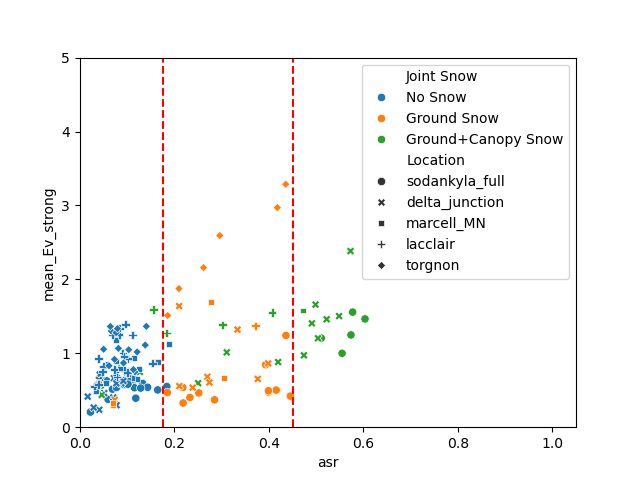 5
4
3
2
1
0
mean_Ev_strong
Joint Snow
No Snow
Ground Snow
Ground+Canopy Snow
Location
sodankyla_full
delta_junction
marcell_MN
lacclair
torgnon
0.0 0.2 0.4 0.6 0.8 1.0
asr